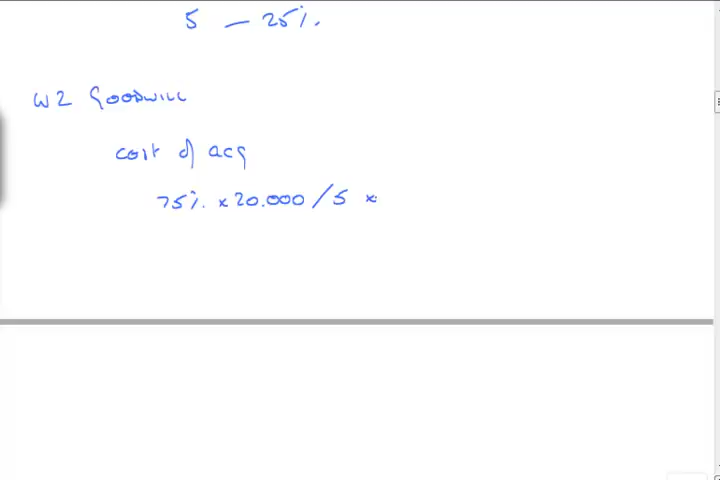 5 — 25%.
W2 GOODWILL
cost of acq
75% × 20.000 / 5 ×